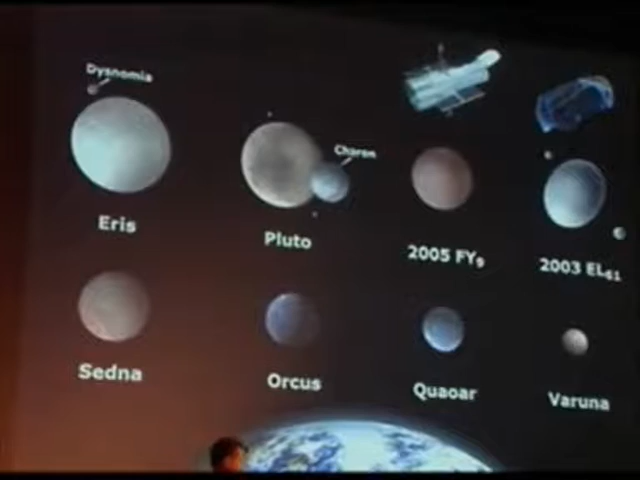 Dysnomia
Charon
Eris
Pluto
2005 FY₉
2003 EL₆₁
Sedna
Orcus
Quaoar
Varuna